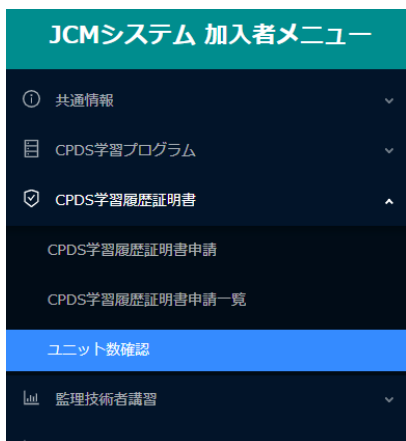 JCMシステム 加入者メニュー
共通情報
CPDS学習プログラム
CPDS学習履歴証明書
CPDS学習履歴証明書申請
CPDS学習履歴証明書申請一覧
ユニット数確認
監理技術者講習